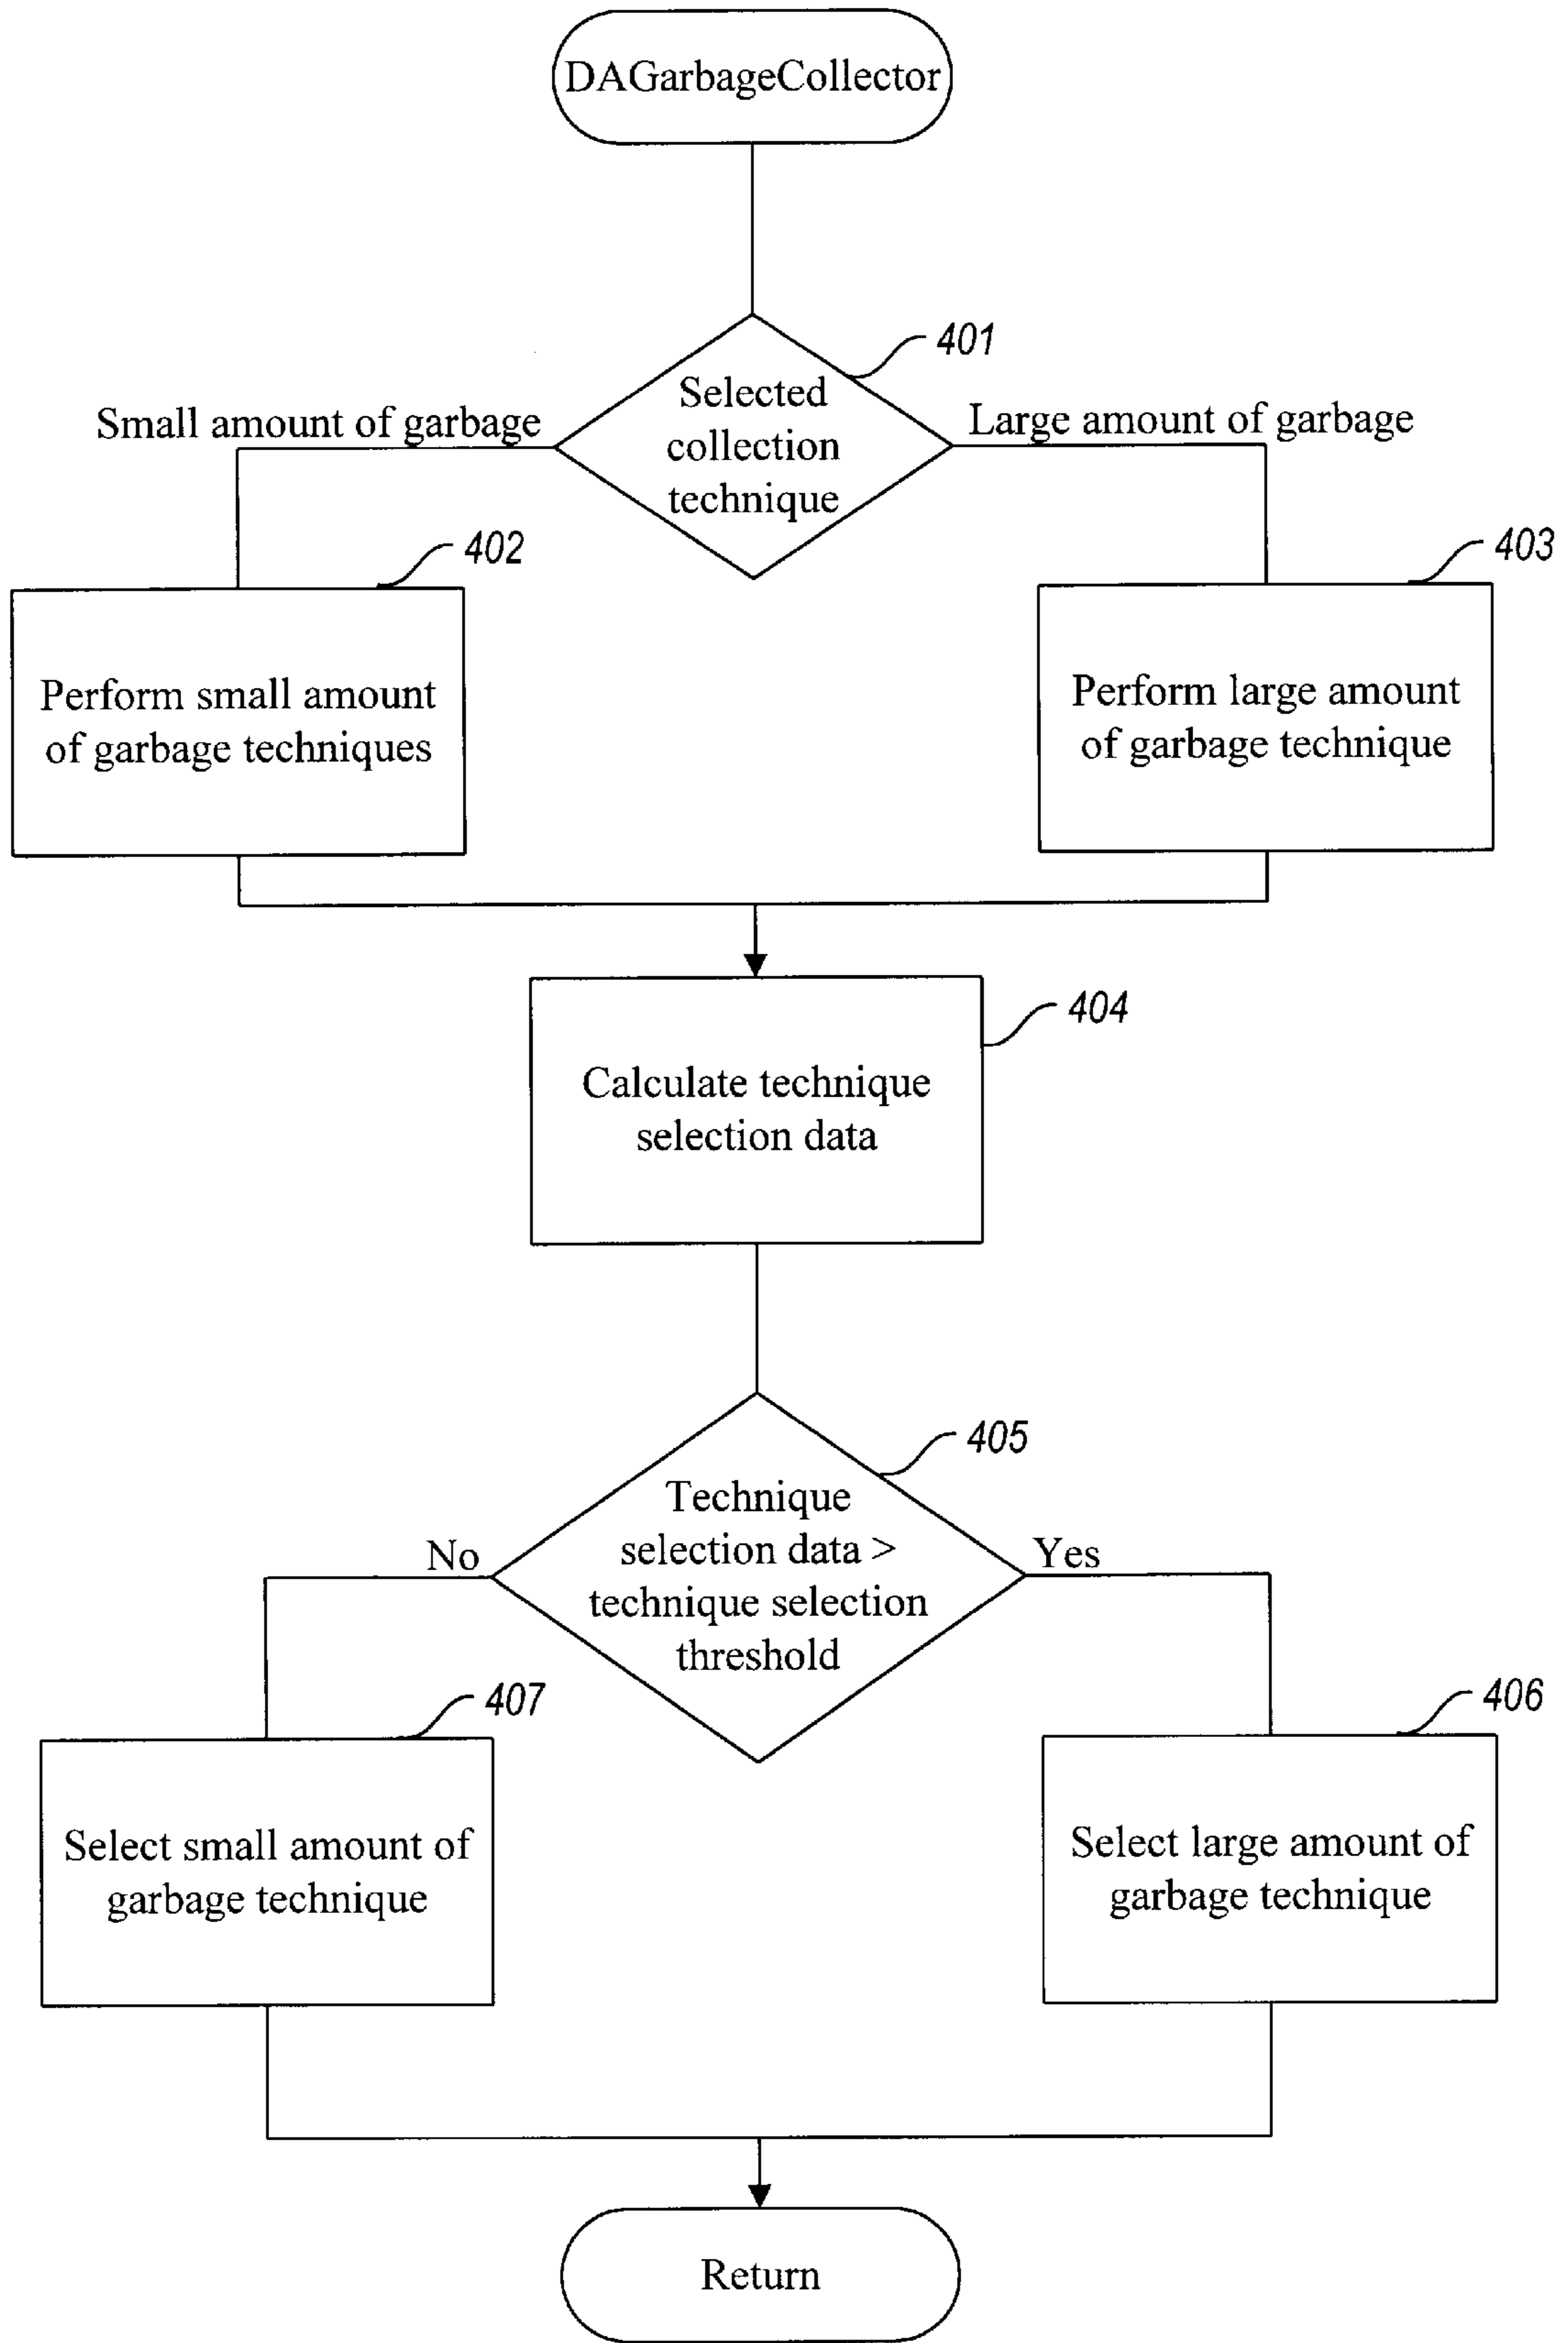 DAGarbageCollector
401
Selected
collection
technique
Small amount of garbage
Large amount of garbage
402
403
Perform small amount
of garbage techniques
Perform large amount
of garbage technique
404
Calculate technique
selection data
405
Technique
selection data >
technique selection
threshold
No
Yes
407
406
Select small amount of
garbage technique
Select large amount of
garbage technique
Return